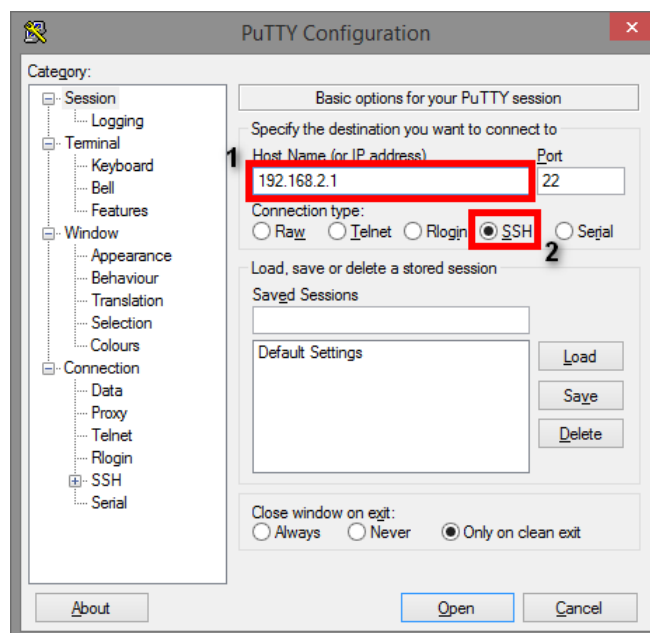 PuTTY Configuration
Category:
Session
Logging
Terminal
Keyboard
Bell
Features
Window
Appearance
Behaviour
Translation
Selection
Colours
Connection
Data
Proxy
Telnet
Rlogin
SSH
Serial
Basic options for your PuTTY session
Specify the destination you want to connect to
1 Host Name (or IP address) Port
192.168.2.1 22
Connection type:
Raw Telnet Rlogin SSH Serial
2
Load, save or delete a stored session
Saved Sessions
Default Settings
Load
Save
Delete
Close window on exit:
Always Never Only on clean exit
About Open Cancel